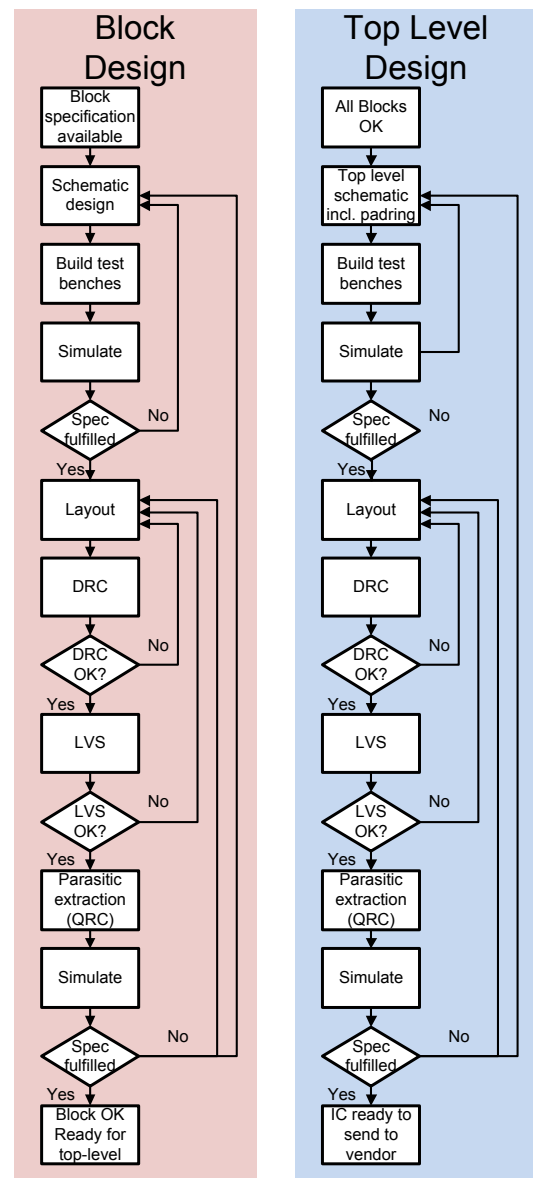 Block
Design
Block
specification
available
Schematic
design
Build test
benches
Simulate
Spec
fulfilled
No
Yes
Layout
DRC
DRC
OK?
No
Yes
LVS
LVS
OK?
No
Yes
Parasitic
extraction
(QRC)
Simulate
Spec
fulfilled
No
Yes
Block OK
Ready for
top-level
Top Level
Design
All Blocks
OK
Top level
schematic
incl. padring
Build test
benches
Simulate
Spec
fulfilled
No
Yes
Layout
DRC
DRC
OK?
No
Yes
LVS
LVS
OK?
No
Yes
Parasitic
extraction
(QRC)
Simulate
Spec
fulfilled
No
Yes
IC ready to
send to
vendor